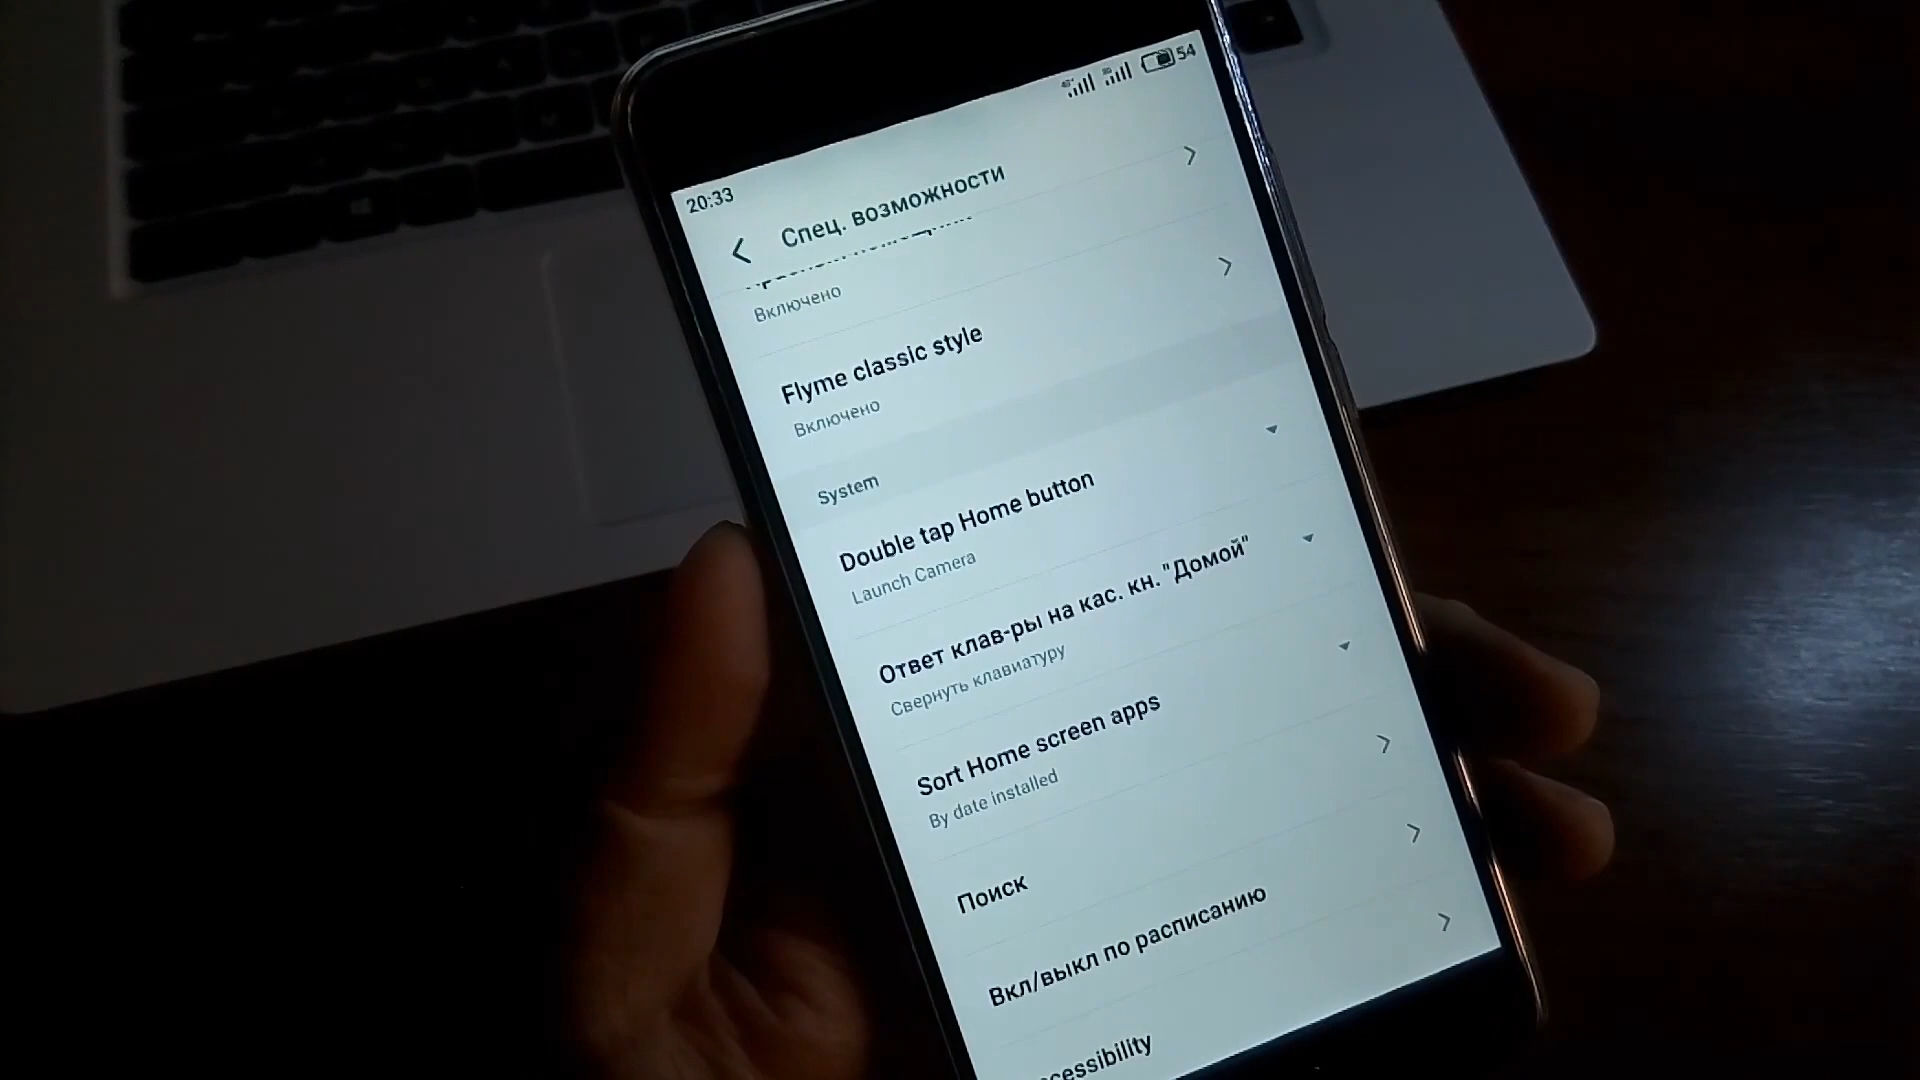 20:33
54
Спец. возможности
Включено
Flyme classic style
Включено
System
Double tap Home button
Launch Camera
Ответ клав-ры на кас. кн. "Домой"
Свернуть клавиатуру
Sort Home screen apps
By date installed
Поиск
Вкл/выкл по расписанию
cessibility